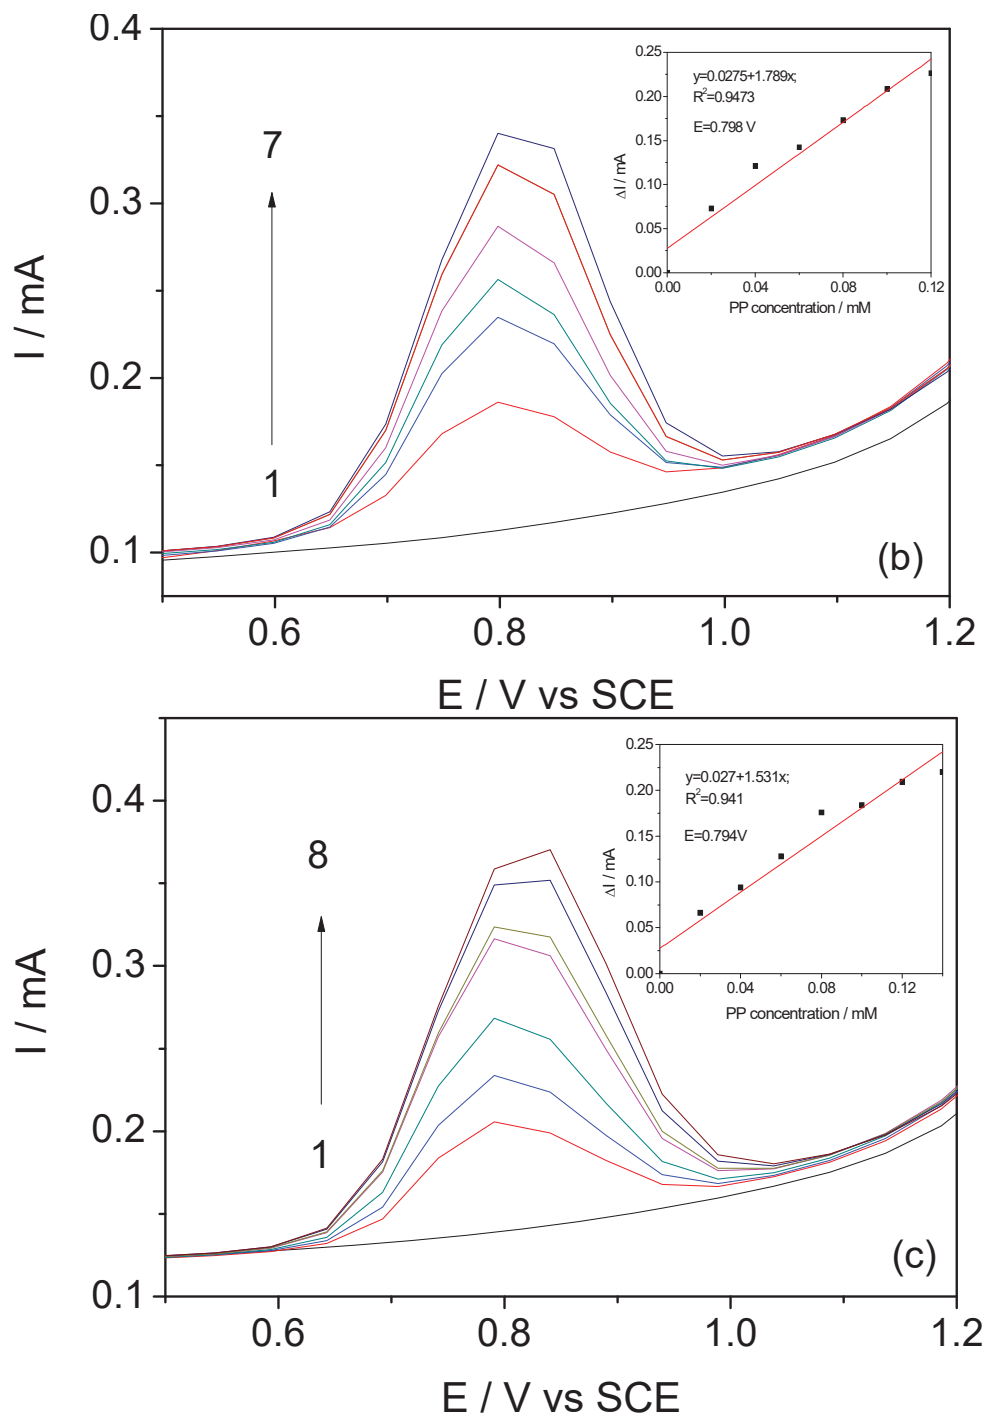 0.4
0.3
0.2
0.1
I / mA
7
1
(b)
0.6 0.8 1.0 1.2
E / V vs SCE
0.25
0.20
0.15
0.10
0.05
0.00
ΔI / mA
y=0.0275+1.789x;
R²=0.9473
E=0.798 V
0.00 0.04 0.08 0.12
PP concentration / mM
0.4
0.3
0.2
0.1
I / mA
8
1
(c)
0.6 0.8 1.0 1.2
E / V vs SCE
0.25
0.20
0.15
0.10
0.05
0.00
ΔI / mA
y=0.027+1.531x;
R²=0.941
E=0.794V
0.00 0.04 0.08 0.12
PP concentration / mM